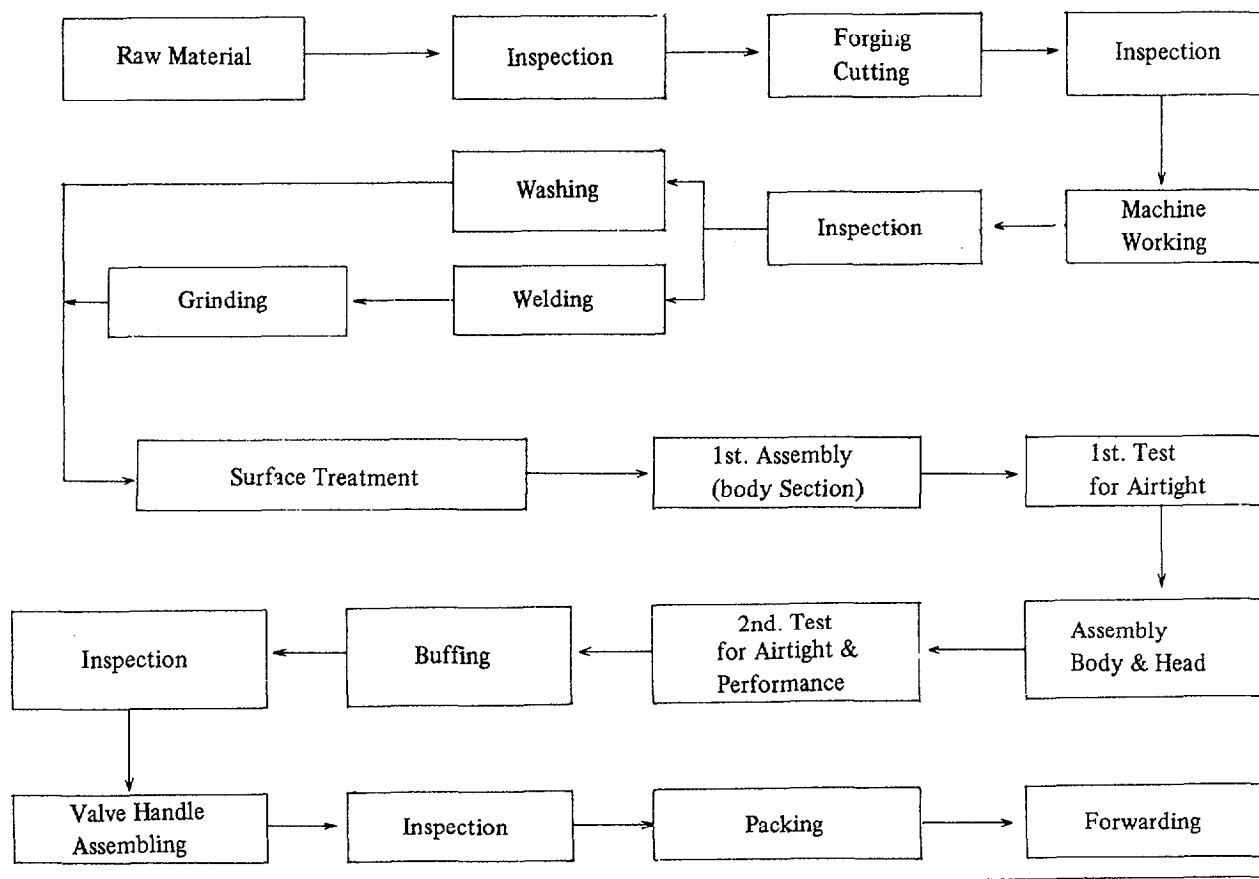 Raw Material
Inspection
Forging
Cutting
Inspection
Washing
Inspection
Machine
Working
Grinding
Welding
Surface Treatment
1st. Assembly
(body Section)
1st. Test
for Airtight
Inspection
Buffing
2nd. Test
for Airtight &
Performance
Assembly
Body & Head
Valve Handle
Assembling
Inspection
Packing
Forwarding